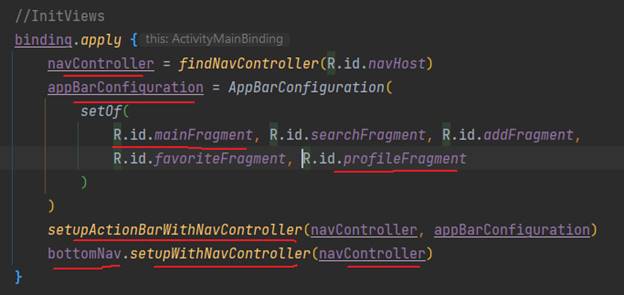 //InitViews
binding.apply { this: ActivityMainBinding
navController = findNavController(R.id.navHost)
appBarConfiguration = AppBarConfiguration(
setOf(
R.id.mainFragment, R.id.searchFragment, R.id.addFragment,
R.id.favoriteFragment, R.id.profileFragment
)
)
setupActionBarWithNavController(navController, appBarConfiguration)
bottomNav.setupWithNavController(navController)
}